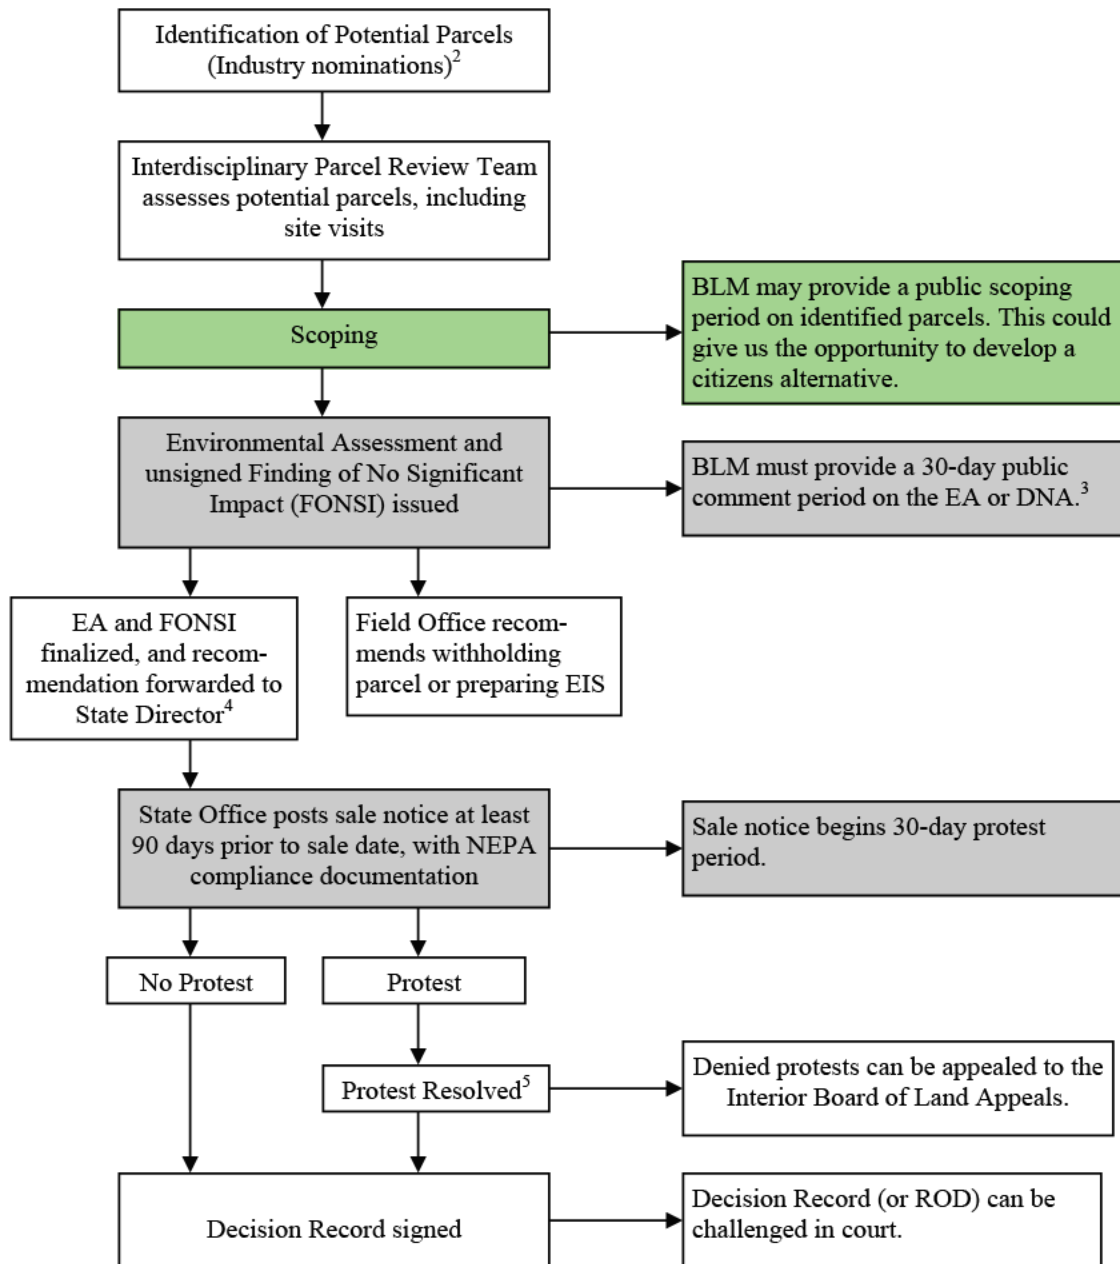 Identification of Potential Parcels
(Industry nominations)2
Interdisciplinary Parcel Review Team
assesses potential parcels, including
site visits
Scoping
BLM may provide a public scoping
period on identified parcels. This could
give us the opportunity to develop a
citizens alternative.
Environmental Assessment and
unsigned Finding of No Significant
Impact (FONSI) issued
BLM must provide a 30-day public
comment period on the EA or DNA.3
EA and FONSI
finalized, and recom-
mendation forwarded to
State Director4
Field Office recom-
mends withholding
parcel or preparing EIS
State Office posts sale notice at least
90 days prior to sale date, with NEPA
compliance documentation
Sale notice begins 30-day protest
period.
No Protest
Protest
Protest Resolved5
Denied protests can be appealed to the
Interior Board of Land Appeals.
Decision Record signed
Decision Record (or ROD) can be
challenged in court.